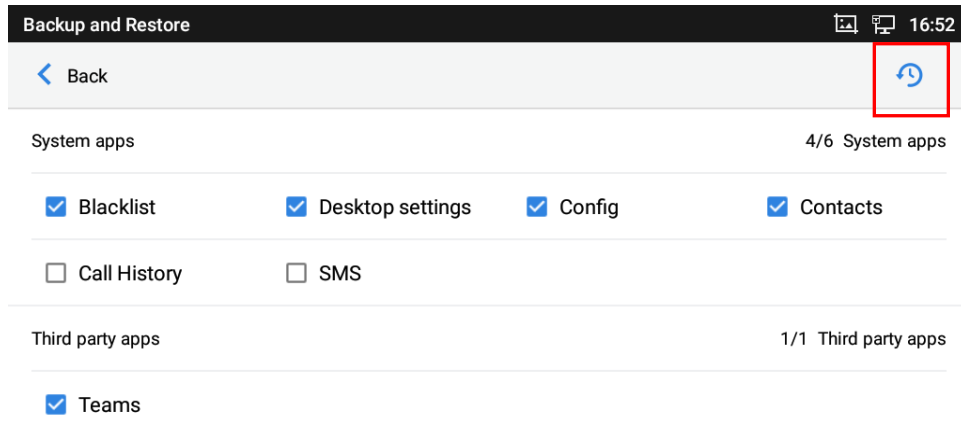 Backup and Restore 16:52
Back
System apps 4/6 System apps
Blacklist Desktop settings Config Contacts
Call History SMS
Third party apps 1/1 Third party apps
Teams